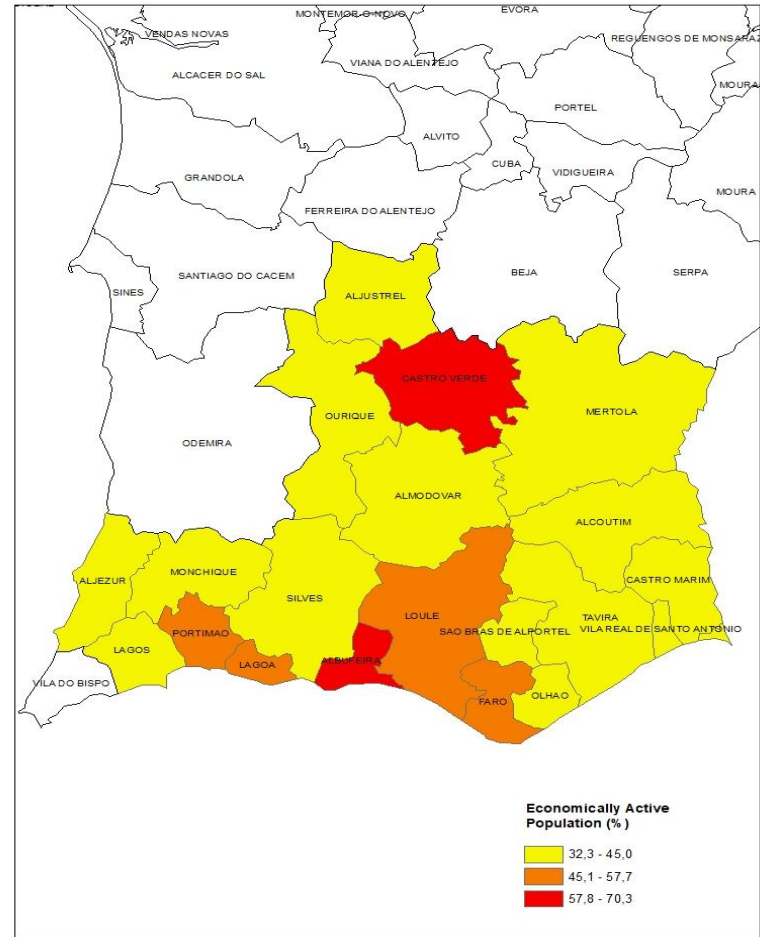 MONTEMOR-O-NOVO
EVORA
VENDAS NOVAS
REGUENGOS DE MONSARAZ
VIANA DO ALENTEJO
ALCACER DO SAL
MOURA
PORTEL
ALVITO
CUBA
VIDIGUEIRA
GRANDOLA
MOURA
FERREIRA DO ALENTEJO
SANTIAGO DO CACEM
BEJA
SERPA
SINES
ALJUSTREL
CASTRO VERDE
MERTOLA
OURIQUE
ODEMIRA
ALMODOVAR
ALCOUTIM
MONCHIQUE
ALJEZUR
CASTRO MARIM
SILVES
LOULE
TAVIRA
PORTIMAO
SAO BRAS DE ALPORTEL
VILA REAL DE SANTO ANTONIO
LAGOS
ALBUFEIRA
LAGOA
VILA DO BISPO
OLHAO
FARO
Economically Active
Population (%)
32,3 - 45,0
45,1 - 57,7
57,8 - 70,3